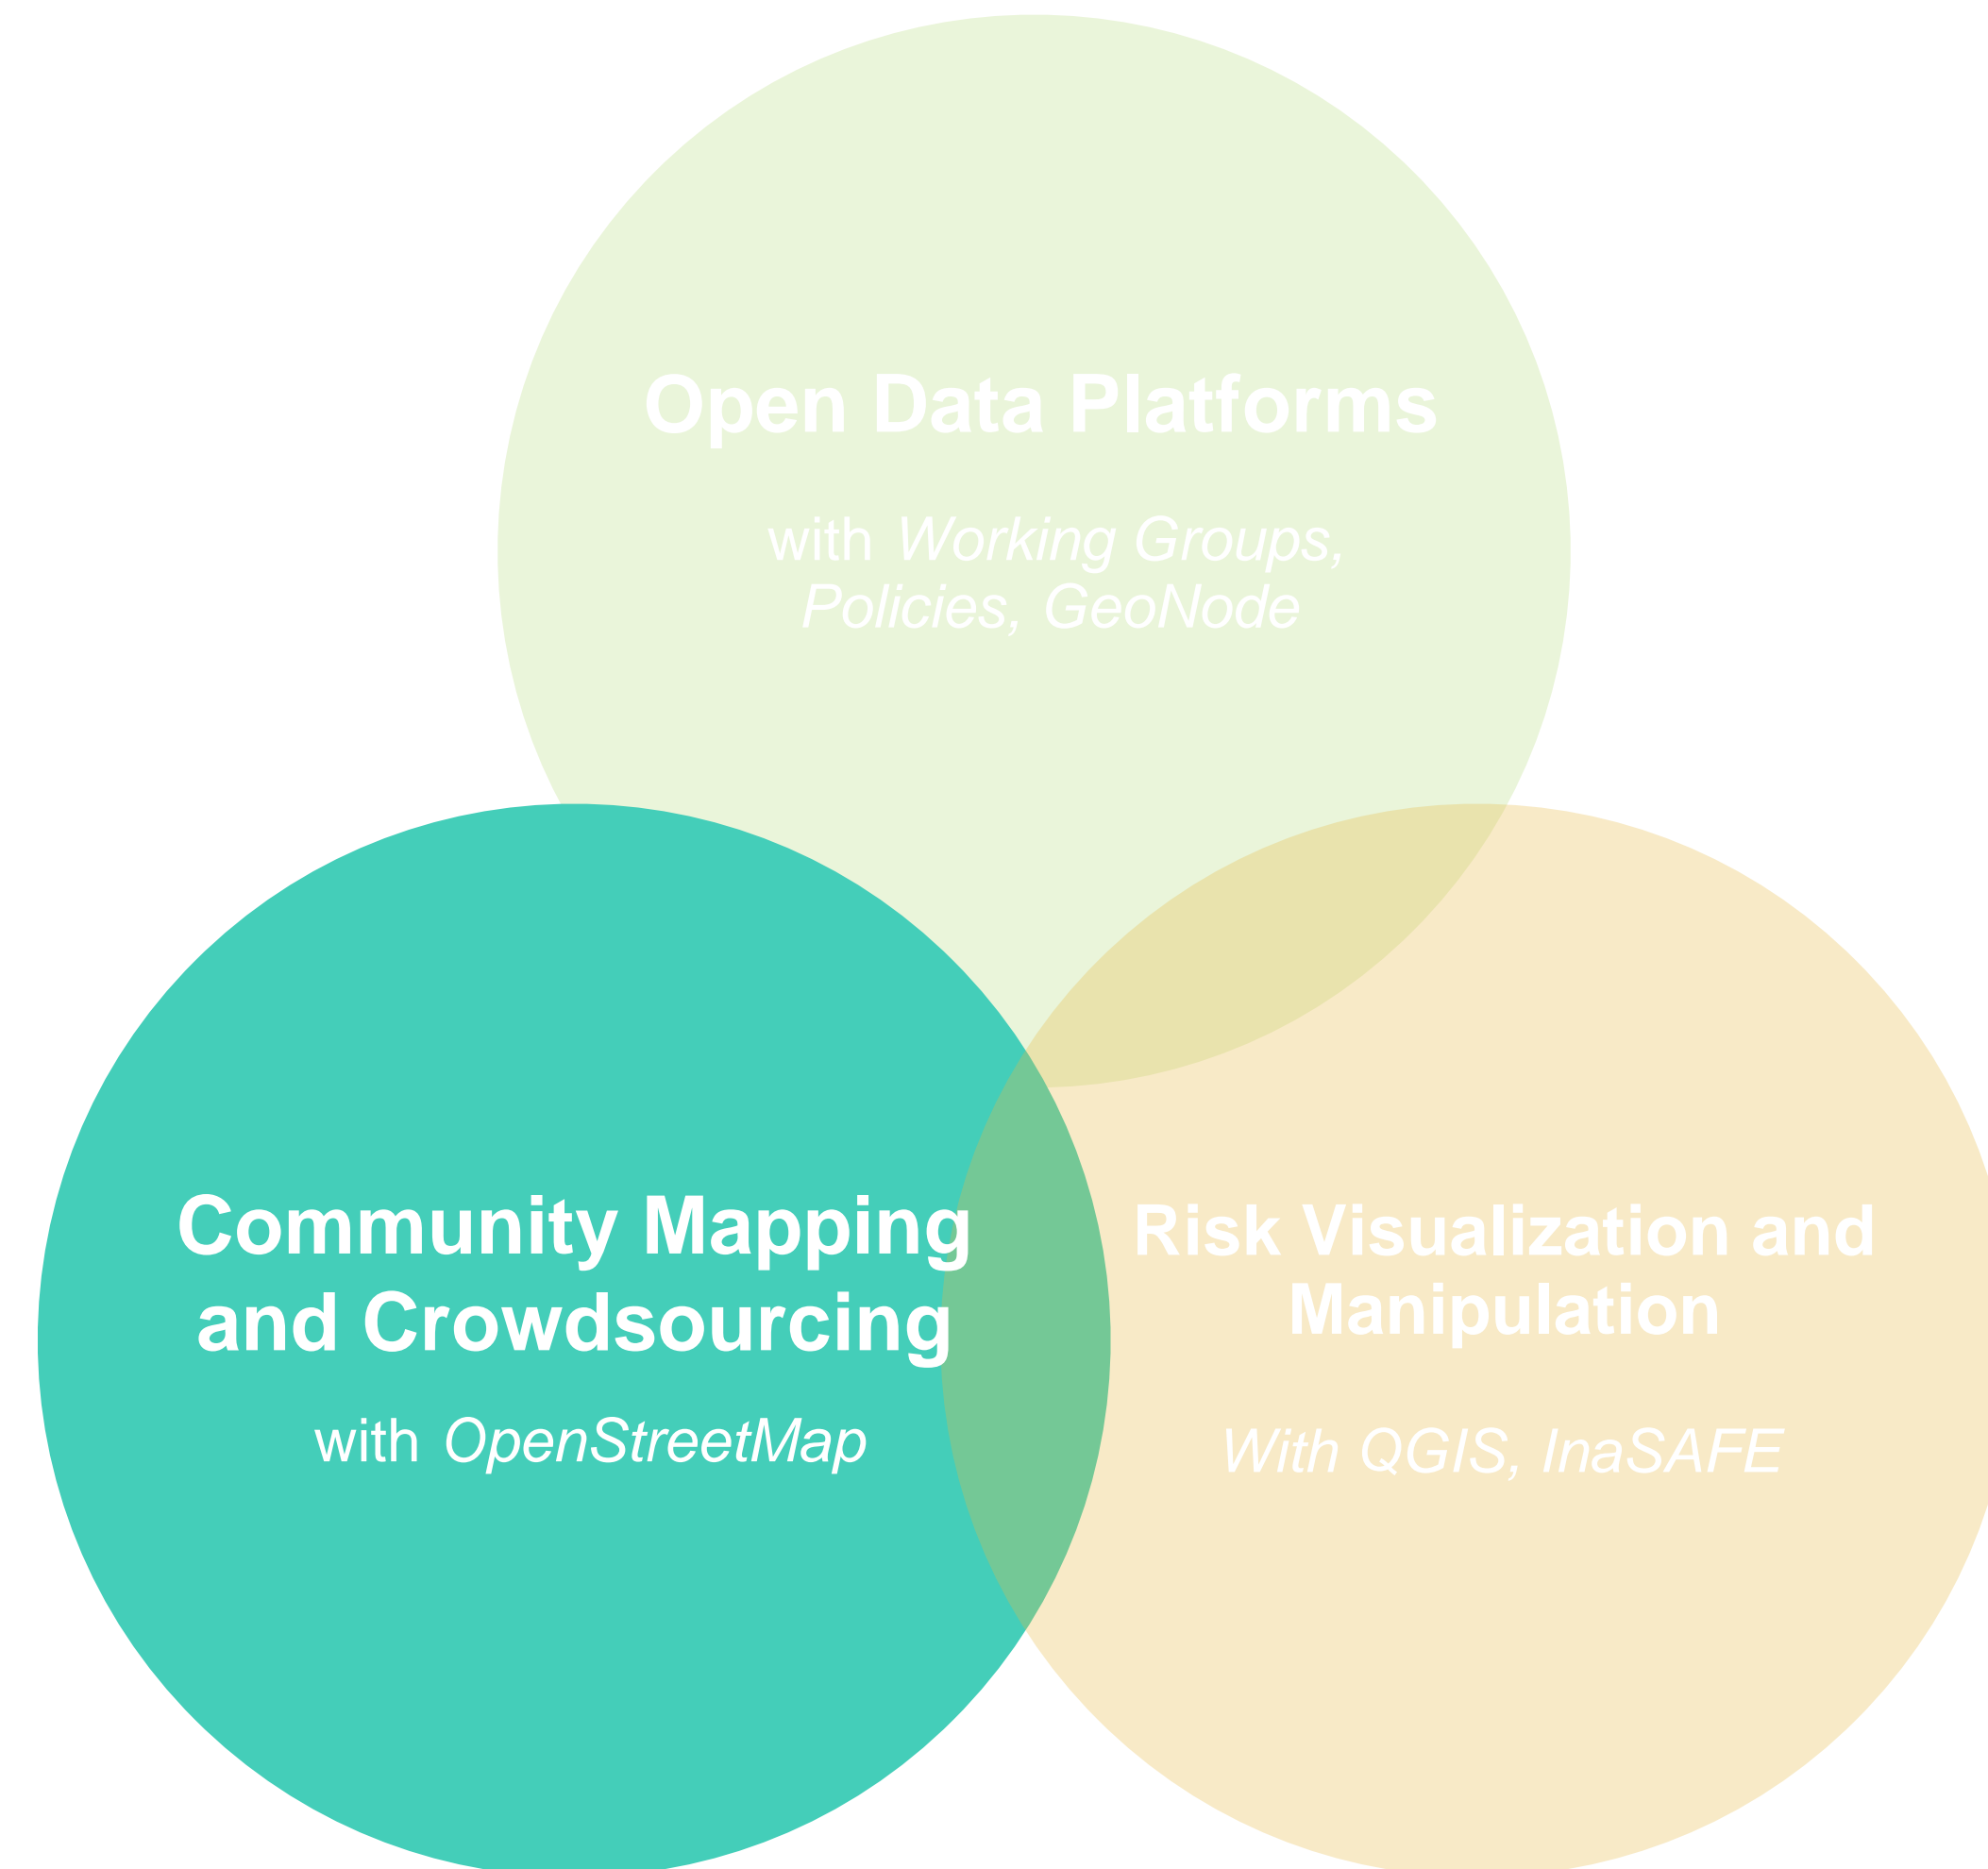 Open Data Platforms
with Working Groups,
Policies, GeoNode
Community Mapping
and Crowdsourcing
with OpenStreetMap
Risk Visualization and
Manipulation
With QGIS, InaSAFE